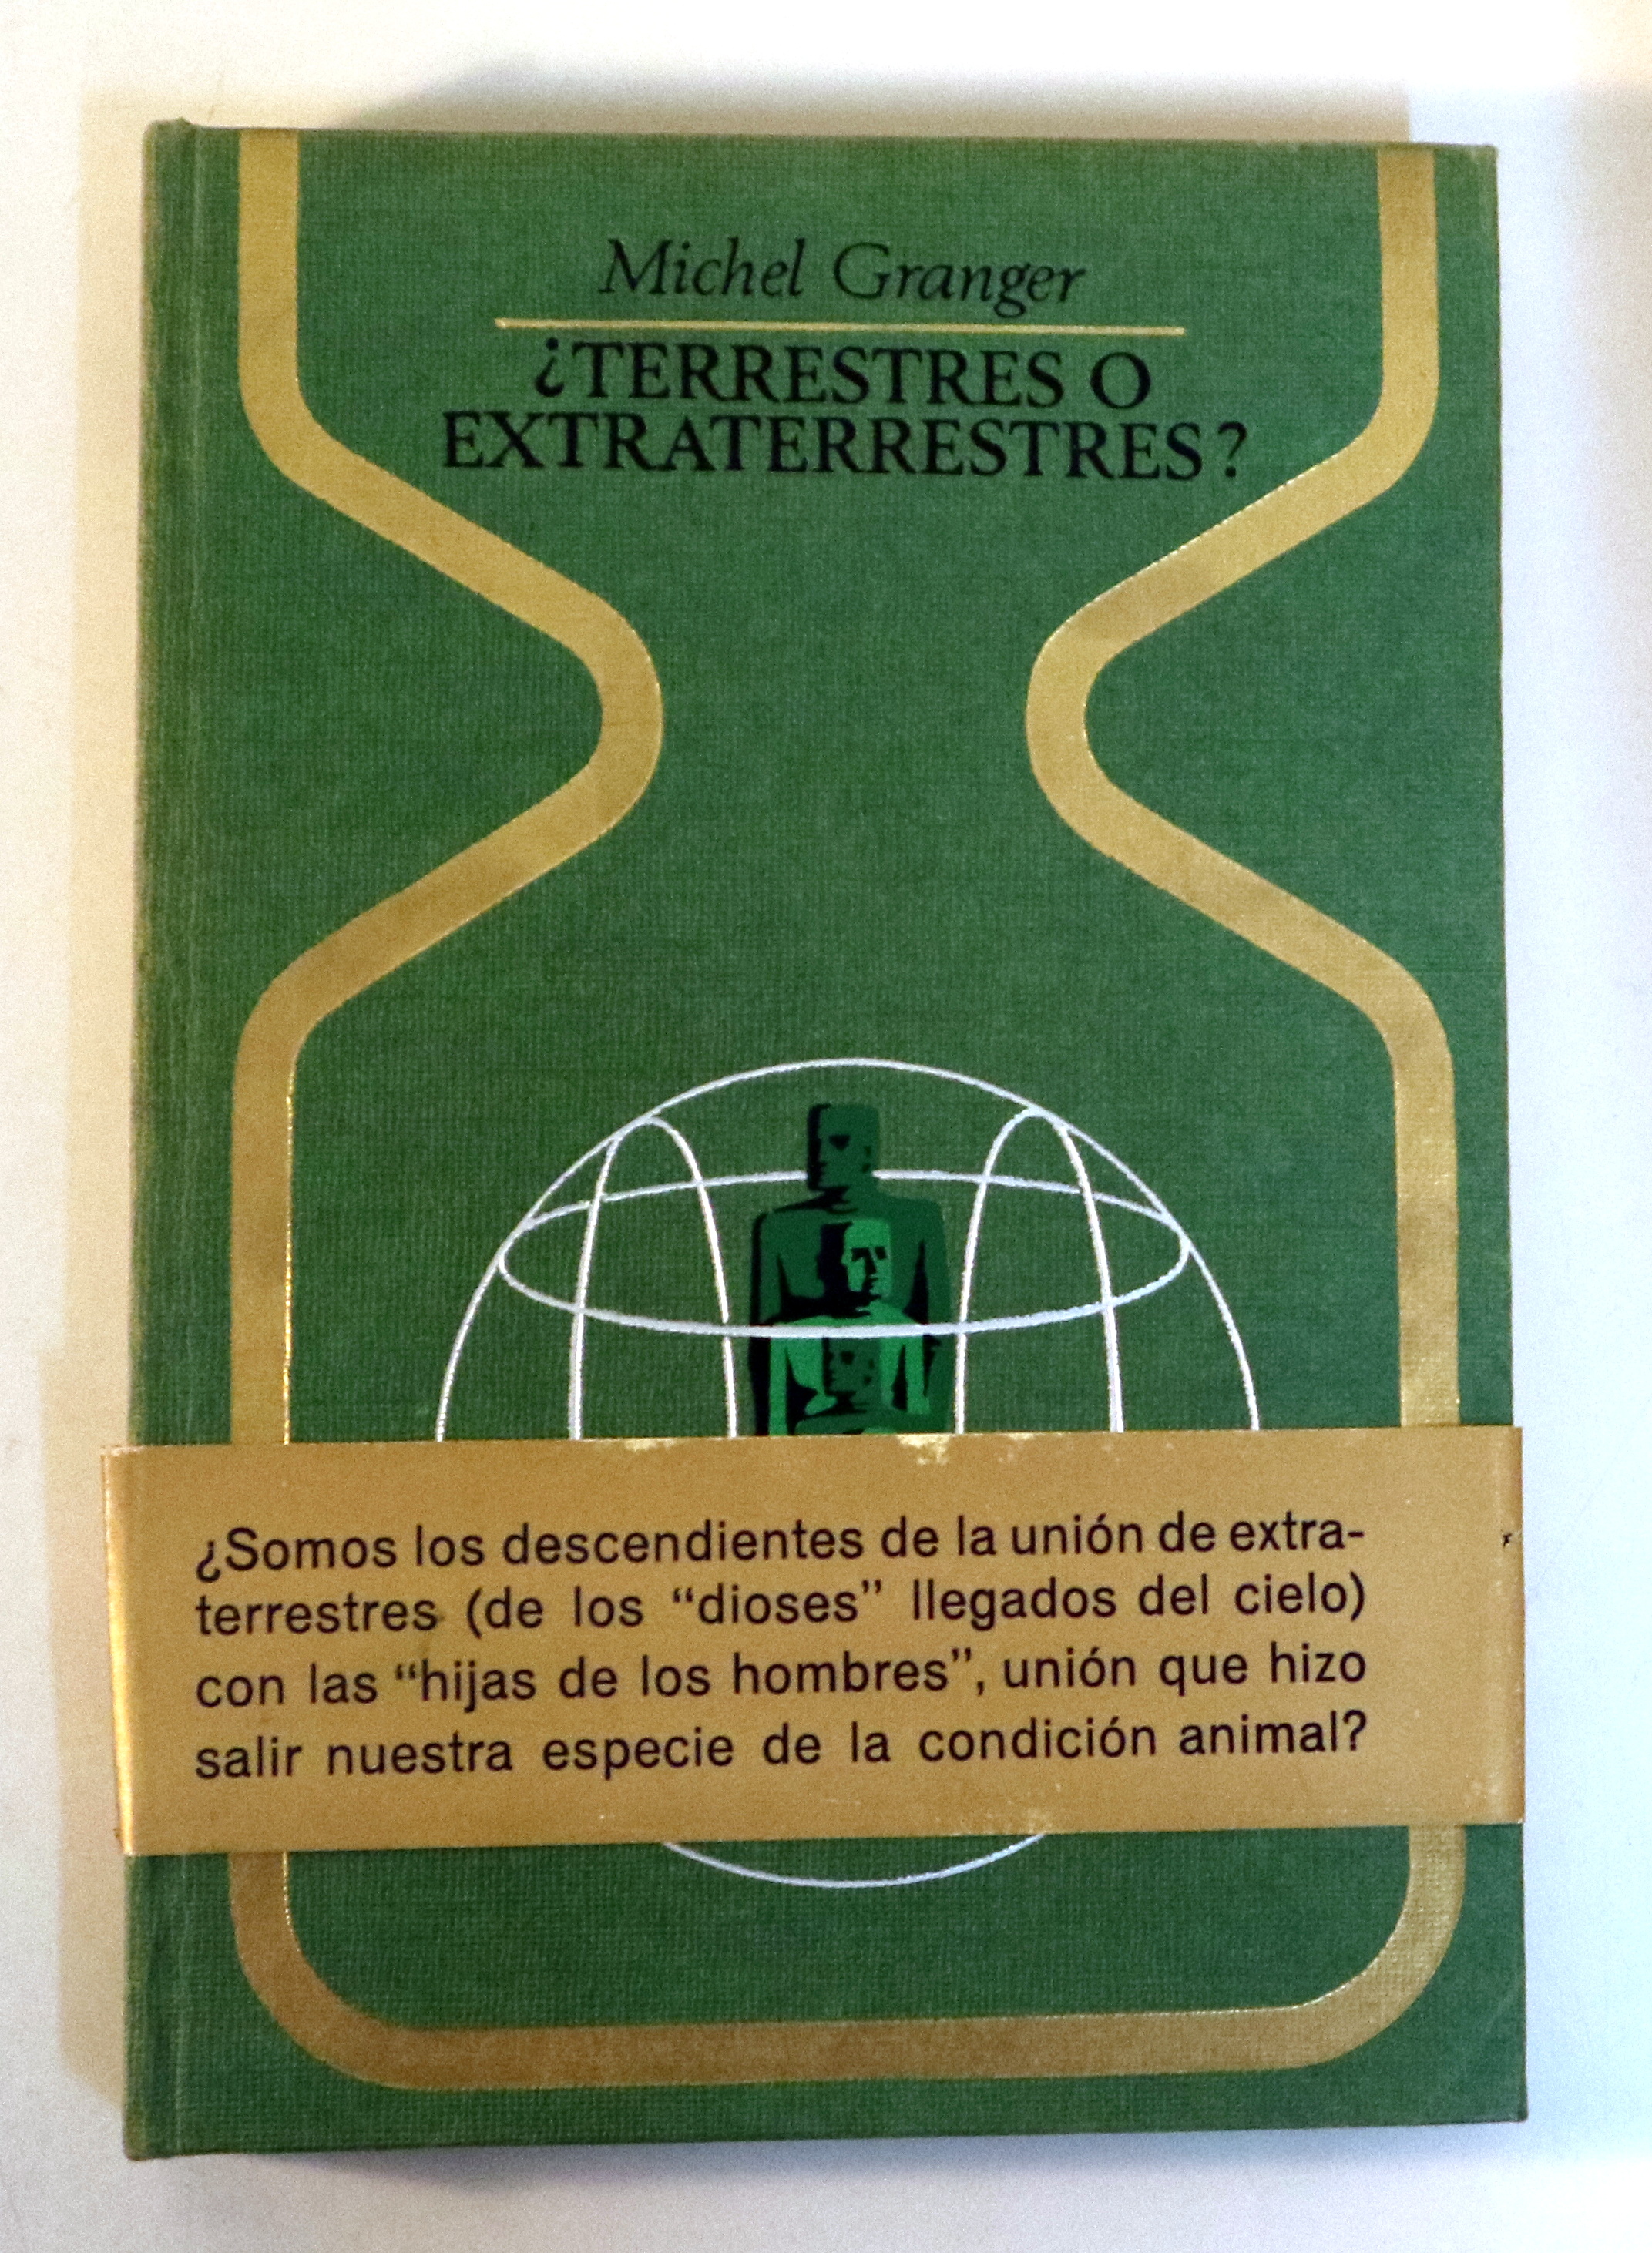 Michel Granger
¿TERRESTRES O
EXTRATERRESTRES?
¿Somos los descendientes de la unión de extra-
terrestres (de los “dioses” llegados del cielo)
con las “hijas de los hombres”, unión que hizo
salir nuestra especie de la condición animal?